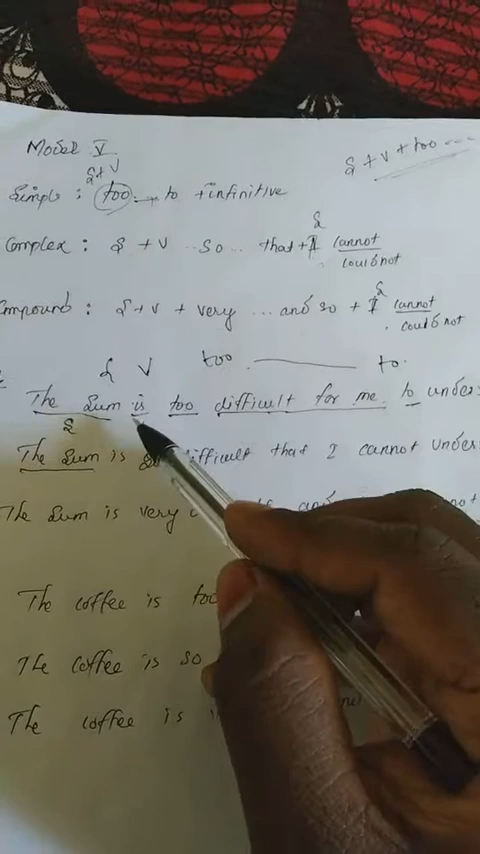 Model V
S + V + too ---
S+V
Simple : too → to + infinitive
S
Complex : S + V .. So .. that + I cannot
could not
S
Compound : S + V + very ... and so + I cannot
could not
S V too ———— to
The Sum is too difficult for me to
S
The Sum is difficult that I cannot
The Sum is very
The coffee is
The coffee is so
The coffee is